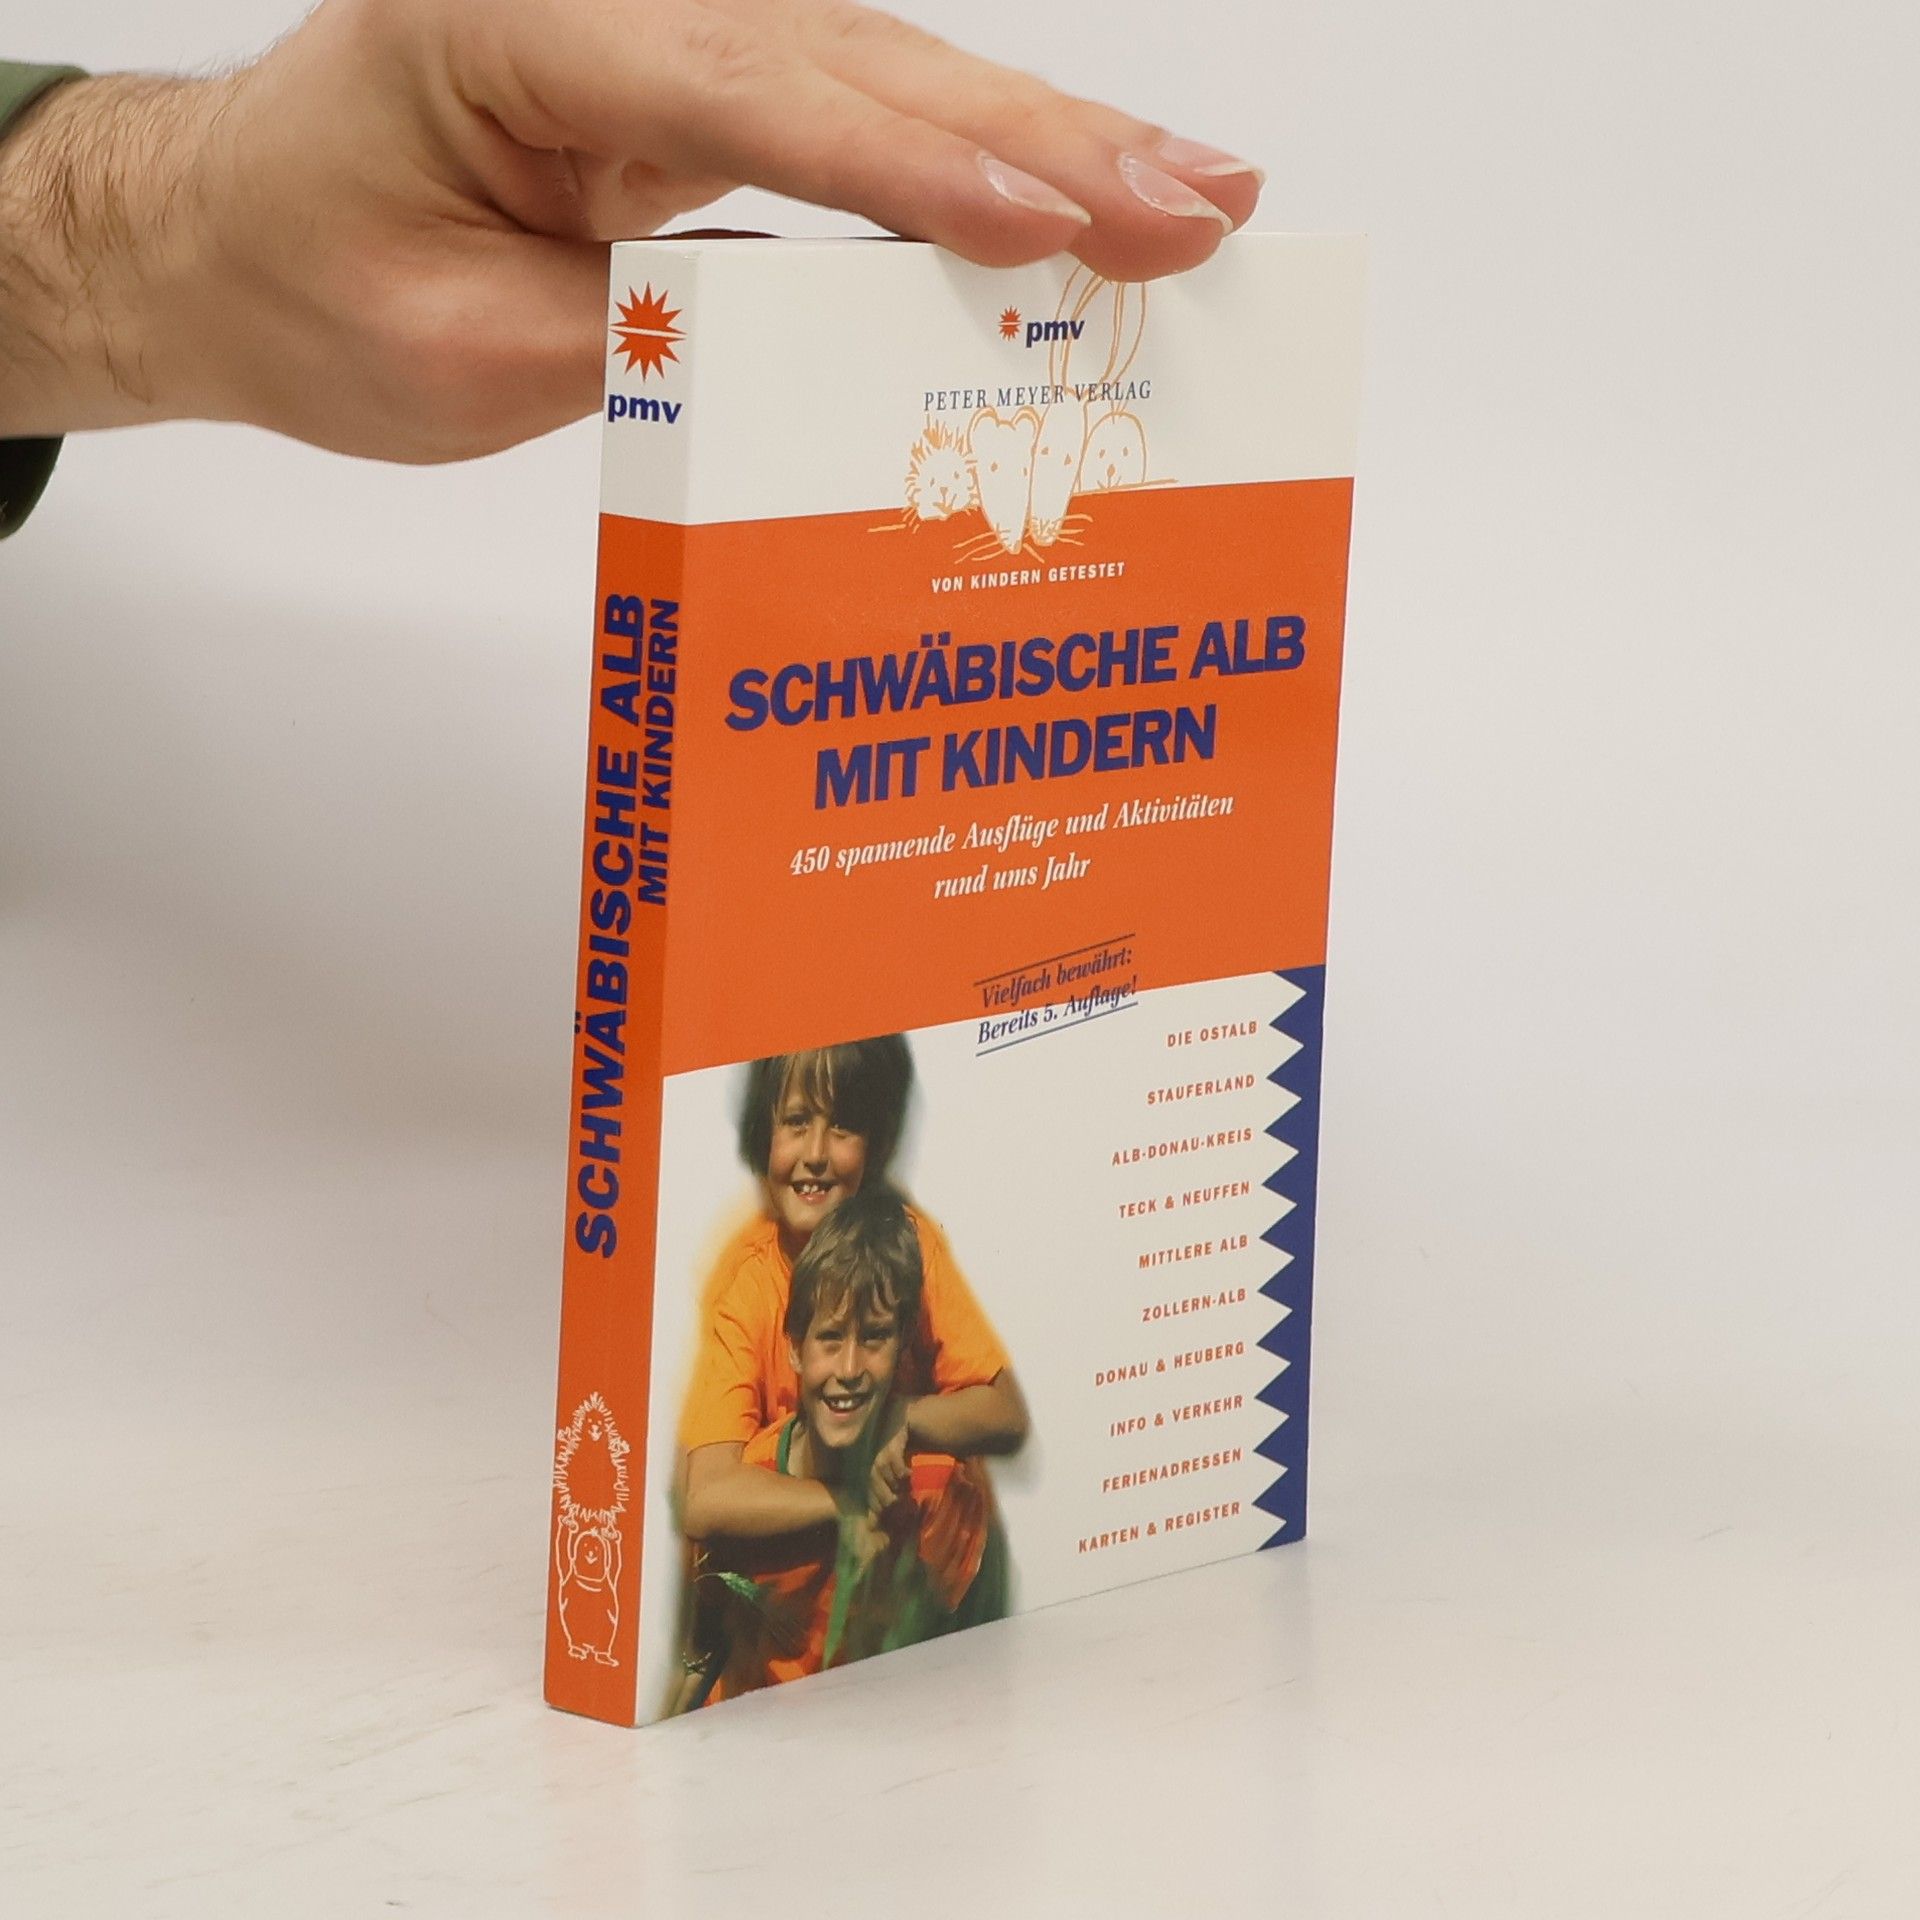 pmv
SCHWÄBISCHE ALB
MIT KINDERN
pmv
PETER MEYER VERLAG
VON KINDERN GETESTET
SCHWÄBISCHE ALB
MIT KINDERN
450 spannende Ausflüge und Aktivitäten
rund ums Jahr
Vielfach bewährt:
Bereits 5. Auflage!
DIE OSTALB
STAUFERLAND
ALB-DONAU-KREIS
TECK & NEUFFEN
MITTLERE ALB
ZOLLERN-ALB
DONAU & HEUBERG
INFO & VERKEHR
FERIENADRESSEN
KARTEN & REGISTER